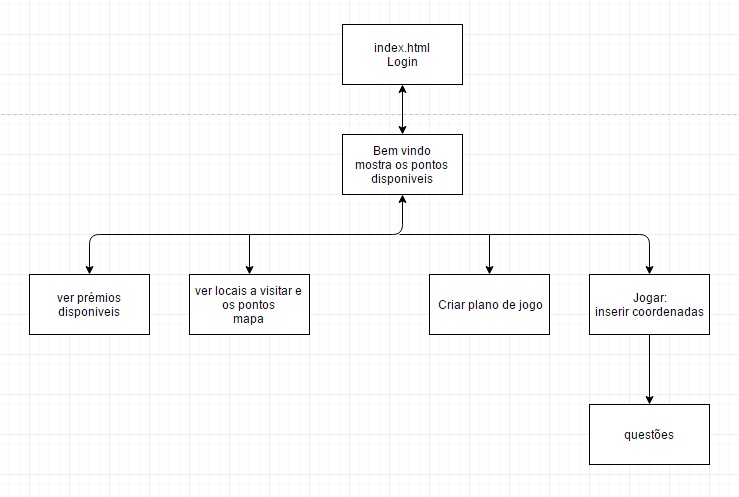 index.html
Login
Bem vindo
mostra os pontos
disponiveis
ver prémios
disponiveis
ver locais a visitar e
os pontos
mapa
Criar plano de jogo
Jogar:
inserir coordenadas
questões